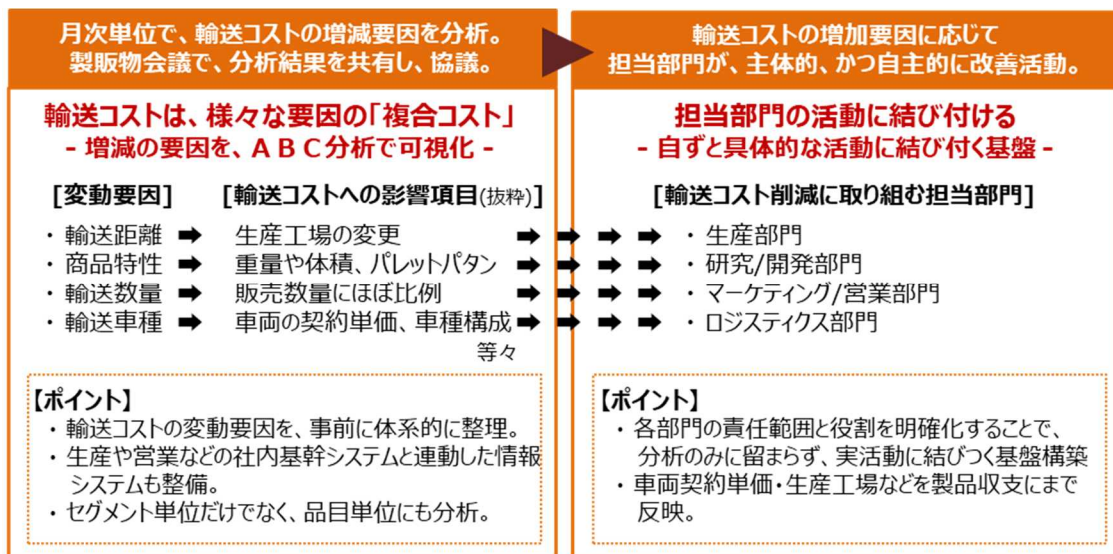 月次単位で、輸送コストの増減要因を分析。
製販物会議で、分析結果を共有し、協議。
輸送コストは、様々な要因の「複合コスト」
- 増減の要因を、ＡＢＣ分析で可視化 -
[変動要因] [輸送コストへの影響項目(抜粋)]
・ 輸送距離 ➡ 生産工場の変更 ➡ ➡ ➡ ➡
・ 商品特性 ➡ 重量や体積、パレットパタン ➡ ➡ ➡ ➡
・ 輸送数量 ➡ 販売数量にほぼ比例 ➡ ➡ ➡ ➡
・ 輸送車種 ➡ 車両の契約単価、車種構成 ➡ ➡ ➡ ➡
等々
【ポイント】
・ 輸送コストの変動要因を、事前に体系的に整理。
・ 生産や営業などの社内基幹システムと連動した情報
システムも整備。
・ セグメント単位だけでなく、品目単位にも分析。
輸送コストの増加要因に応じて
担当部門が、主体的、かつ自主的に改善活動。
担当部門の活動に結び付ける
- 自ずと具体的な活動に結び付く基盤 -
[輸送コスト削減に取り組む担当部門]
・ 生産部門
・ 研究/開発部門
・ マーケティング/営業部門
・ ロジスティクス部門
【ポイント】
・ 各部門の責任範囲と役割を明確化することで、
分析のみに留まらず、実活動に結びつく基盤構築
・ 車両契約単価・生産工場などを製品収支にまで
反映。